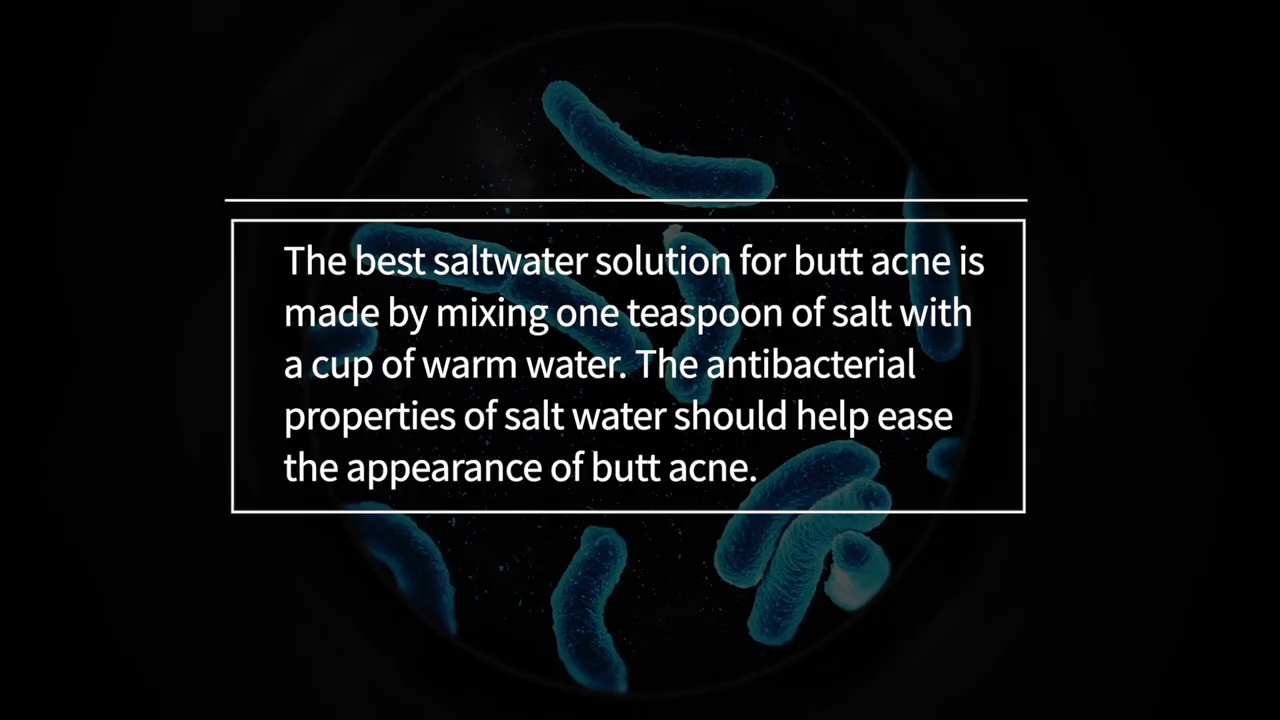 The best saltwater solution for butt acne is
made by mixing one teaspoon of salt with
a cup of warm water. The antibacterial
properties of salt water should help ease
the appearance of butt acne.